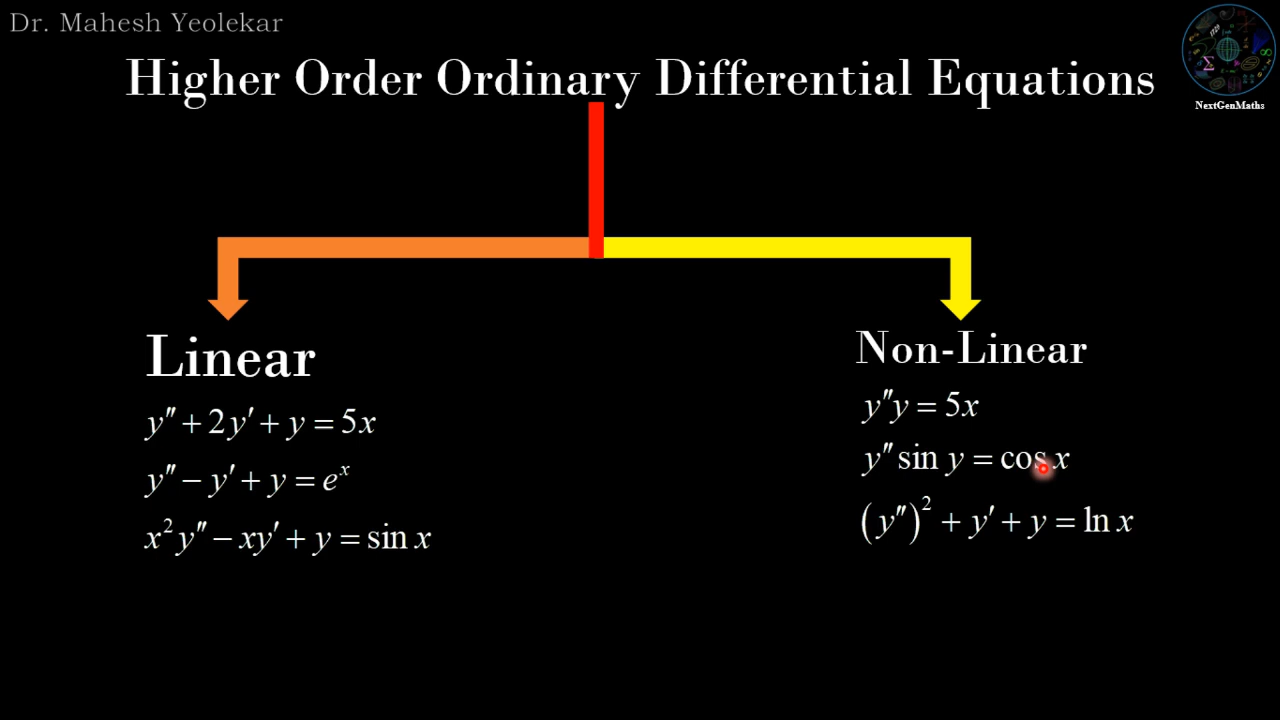 Dr. Mahesh Yeolekar
Higher Order Ordinary Differential Equations
NextGenMaths
Linear
y″ + 2y′ + y = 5x
y″ − y′ + y = eˣ
x²y″ − xy′ + y = sin x
Non-Linear
y″y = 5x
y″ sin y = cos x
(y″)² + y′ + y = ln x